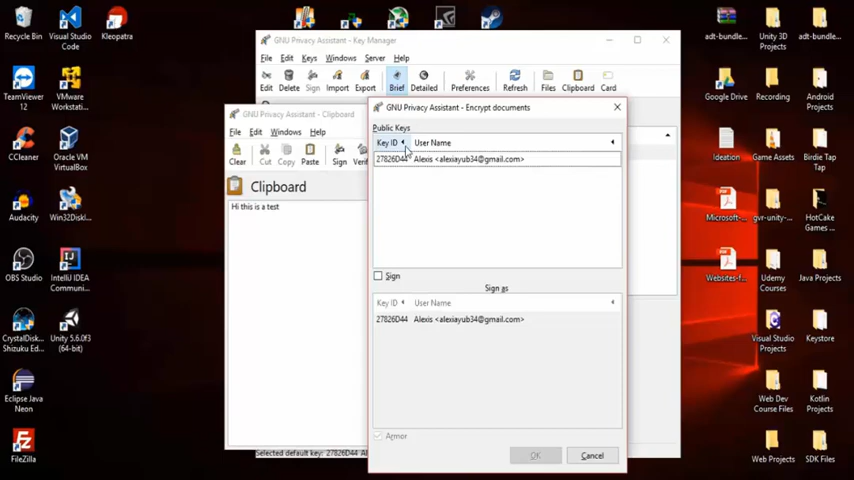 Recycle Bin
Visual Studio
Code
Kleopatra
TeamViewer
12
VMware
Workstati...
CCleaner
Oracle VM
VirtualBox
Audacity
Win32Diskl...
OBS Studio
IntelliJ IDEA
Communi...
CrystalDisk...
Shizuku Ed...
Unity 5.6.0f3
(64-bit)
Eclipse Java
Neon
FileZilla
GNU Privacy Assistant - Key Manager
File Edit Keys Windows Server Help
Edit Delete Sign Import Export Brief Detailed Preferences Refresh Files Clipboard Card
Selected default key: 27826D44
GNU Privacy Assistant - Clipboard
File Edit Windows Help
Clear Cut Copy Paste Sign
Clipboard
Hi this is a test
GNU Privacy Assistant - Encrypt documents
Public Keys
Key ID User Name
27826D44 Alexis <alexiayub34@gmail.com>
Sign
Sign as
Key ID User Name
27826D44 Alexis <alexiayub34@gmail.com>
Armor
OK Cancel
adt-bundle...
Unity 3D
Projects
adt-bundle...
Google Drive
Recording
Android
Projects
Ideation
Game Assets
Birdie Tap
Tap
Microsoft-...
gvr-unity-...
HotCake
Games ...
Websites-f...
Udemy
Courses
Java Projects
Visual Studio
Projects
Keystore
Web Dev
Course Files
Kotlin
Projects
Web Projects
SDK Files